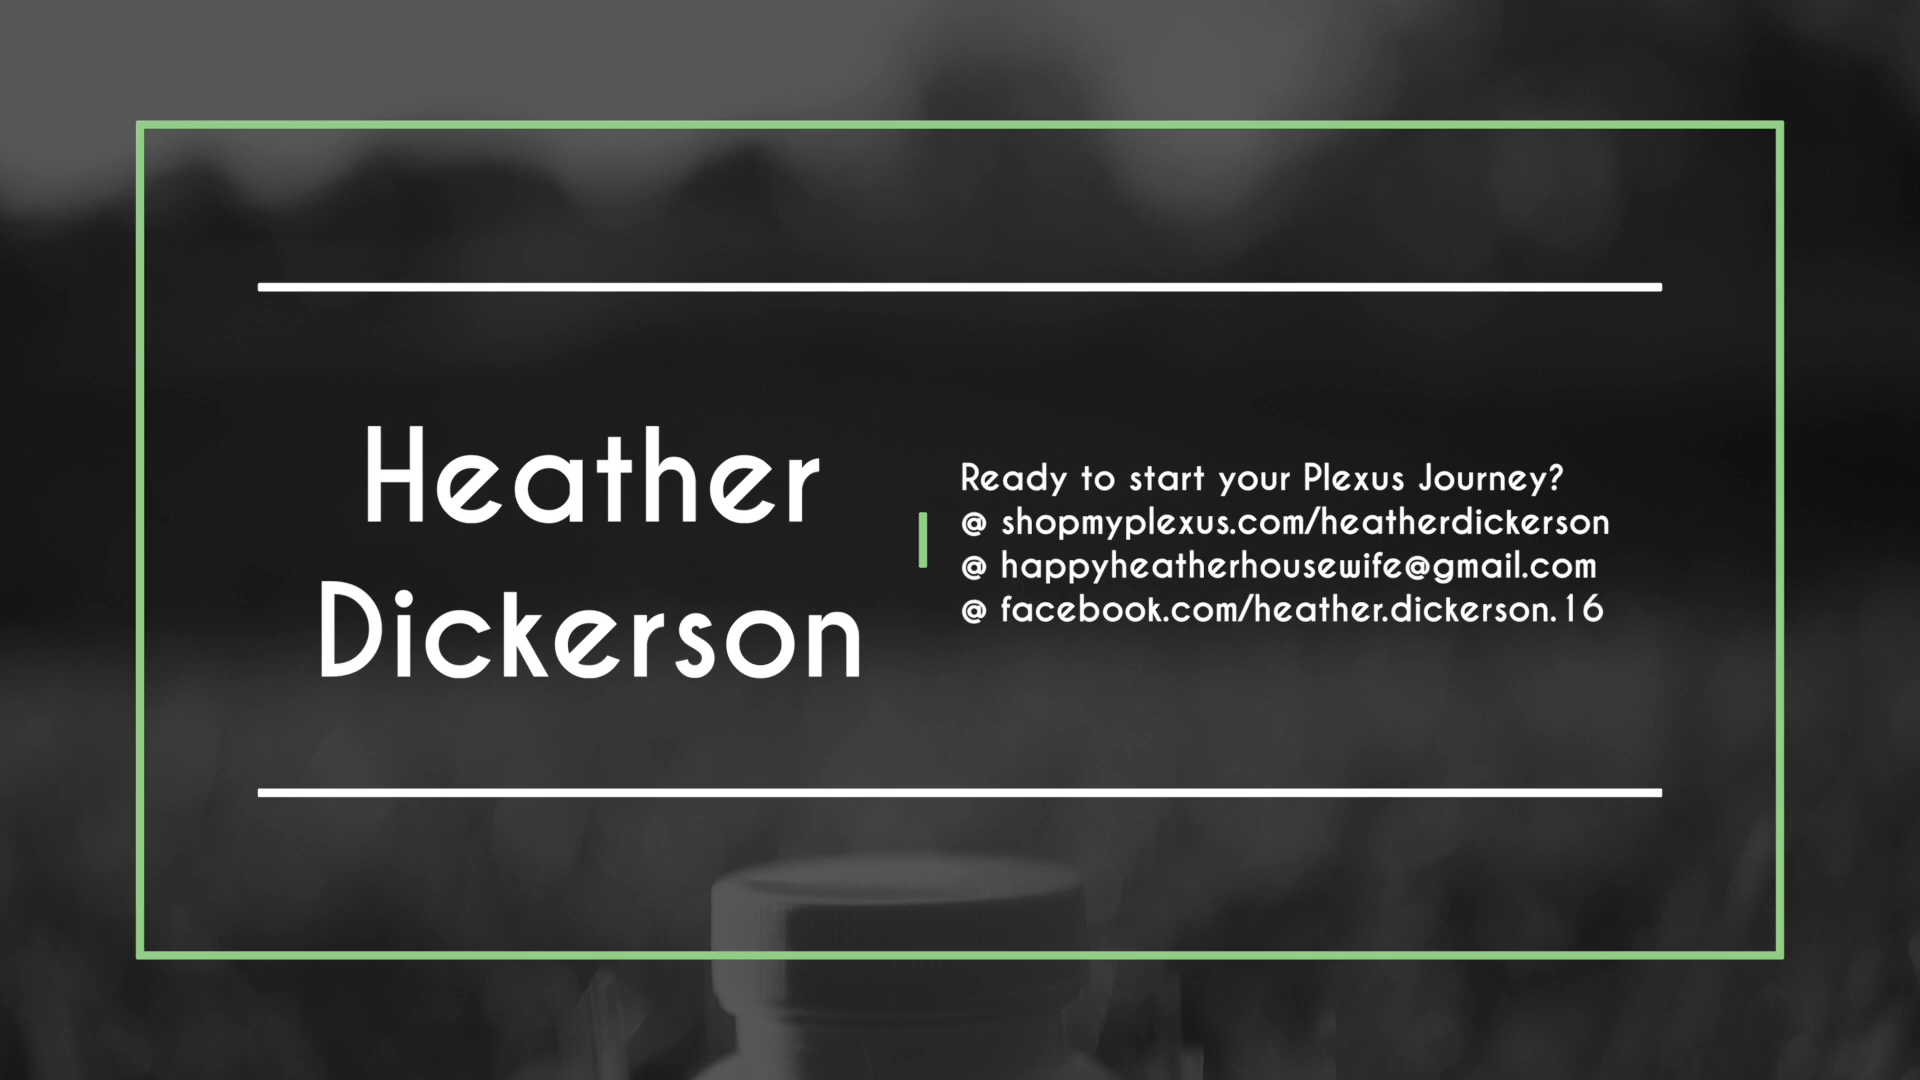 Heather
Dickerson
Ready to start your Plexus Journey?
@ shopmyplexus.com/heatherdickerson
@ happyheatherhousewife@gmail.com
@ facebook.com/heather.dickerson.16